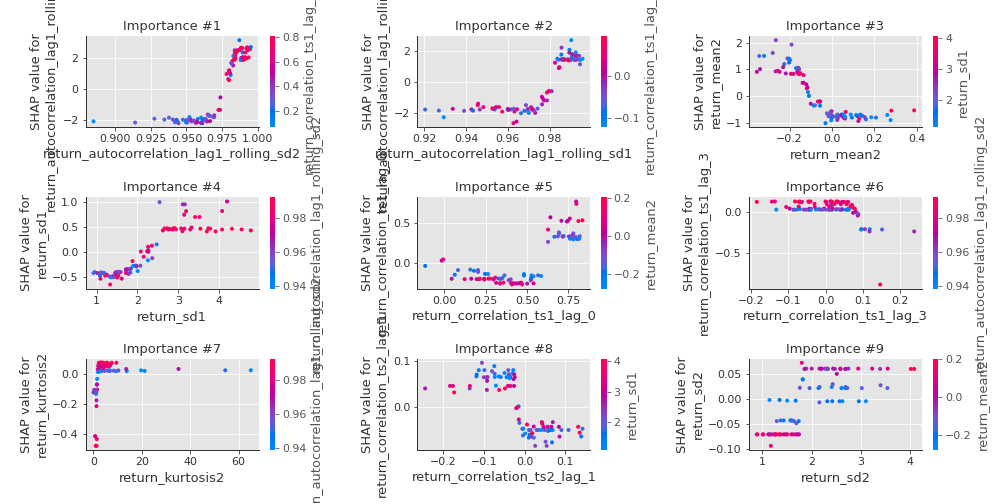 Importance #1
SHAP value for
return_autocorrelation_lag1_rolling_sd2
2
0
−2
0.900
0.925
0.950
0.975
1.000
return_autocorrelation_lag1_rolling_sd2
0.8
0.6
0.4
0.2
return_correlation_ts1_lag_0
Importance #2
SHAP value for
return_autocorrelation_lag1_rolling_sd1
2
0
−2
0.92
0.94
0.96
0.98
return_autocorrelation_lag1_rolling_sd1
0.0
−0.1
return_correlation_ts1_lag_3
Importance #3
SHAP value for
return_mean2
2
1
0
−1
−0.2
0.0
0.2
0.4
return_mean2
4
3
2
return_sd1
Importance #4
SHAP value for
return_sd1
1.0
0.5
0.0
−0.5
1
2
3
4
return_sd1
0.98
0.96
0.94
return_autocorrelation_lag1_rolling_sd2
Importance #5
SHAP value for
return_correlation_ts1_lag_0
0.5
0.0
0.00
0.25
0.50
0.75
return_correlation_ts1_lag_0
0.2
0.0
−0.2
return_mean2
Importance #6
SHAP value for
return_correlation_ts1_lag_3
0.0
−0.5
−0.2
−0.1
0.0
0.1
0.2
return_correlation_ts1_lag_3
0.98
0.96
0.94
return_autocorrelation_lag1_rolling_sd2
Importance #7
SHAP value for
return_kurtosis2
0.0
−0.2
−0.4
0
20
40
60
return_kurtosis2
0.98
0.96
0.94
return_autocorrelation_lag1_rolling_sd2
Importance #8
SHAP value for
return_correlation_ts2_lag_1
0.1
0.0
−0.2
−0.1
0.0
0.1
return_correlation_ts2_lag_1
4
3
2
return_sd1
Importance #9
SHAP value for
return_sd2
0.05
0.00
−0.05
−0.10
1
2
3
4
return_sd2
0.2
0.0
−0.2
return_mean2